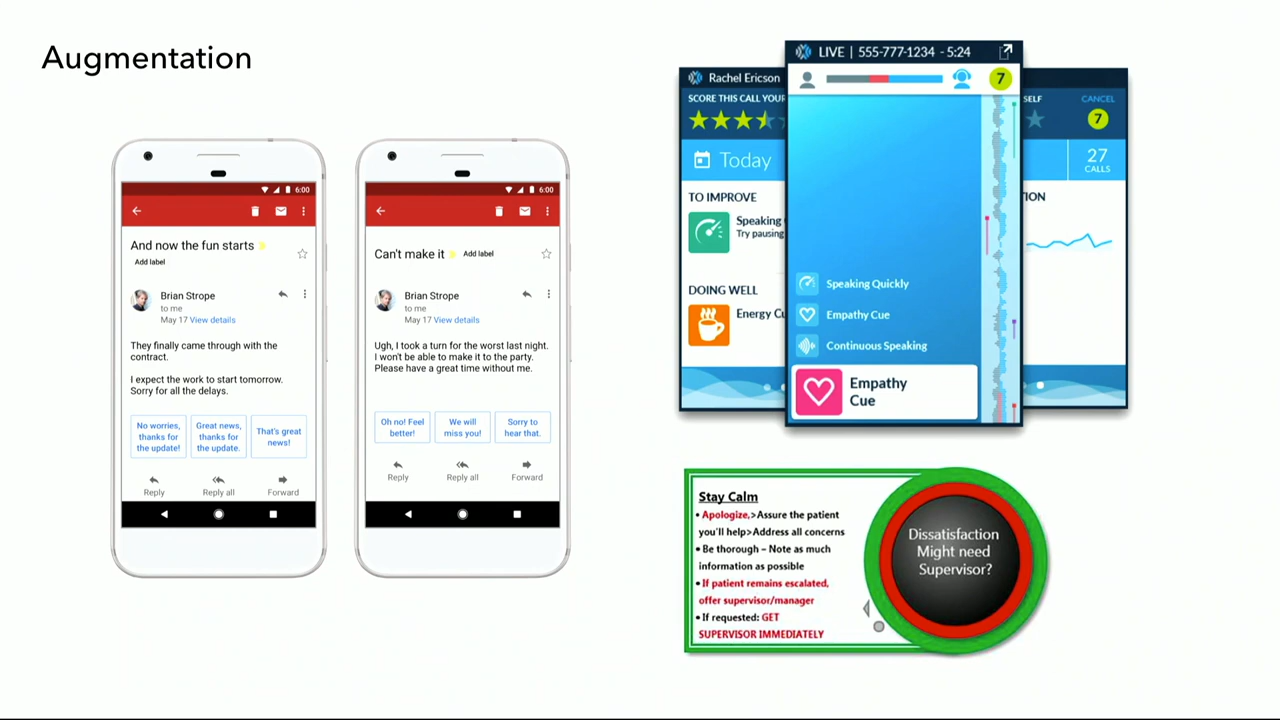 Augmentation
6:00
And now the fun starts
Add label
Brian Strope
to me
May 17 View details
They finally came through with the
contract.
I expect the work to start tomorrow.
Sorry for all the delays.
No worries,
thanks for
the update!
Great news,
thanks for
the update.
That's great
news!
Reply
Reply all
Forward
6:00
Can't make it
Add label
Brian Strope
to me
May 17 View details
Ugh, I took a turn for the worst last night.
I won't be able to make it to the party.
Please have a great time without me.
Oh no! Feel
better!
We will
miss you!
Sorry to
hear that.
Reply
Reply all
Forward
Rachel Ericson
SCORE THIS CALL YOUR
Today
TO IMPROVE
Speaking
Try pausing
DOING WELL
Energy Cu
LIVE | 555-777-1234 - 5:24
7
Speaking Quickly
Empathy Cue
Continuous Speaking
Empathy
Cue
SELF
CANCEL
7
27
CALLS
ION
Stay Calm
• Apologize,>Assure the patient
you'll help>Address all concerns
• Be thorough – Note as much
information as possible
• If patient remains escalated,
offer supervisor/manager
• If requested: GET
SUPERVISOR IMMEDIATELY
Dissatisfaction
Might need
Supervisor?